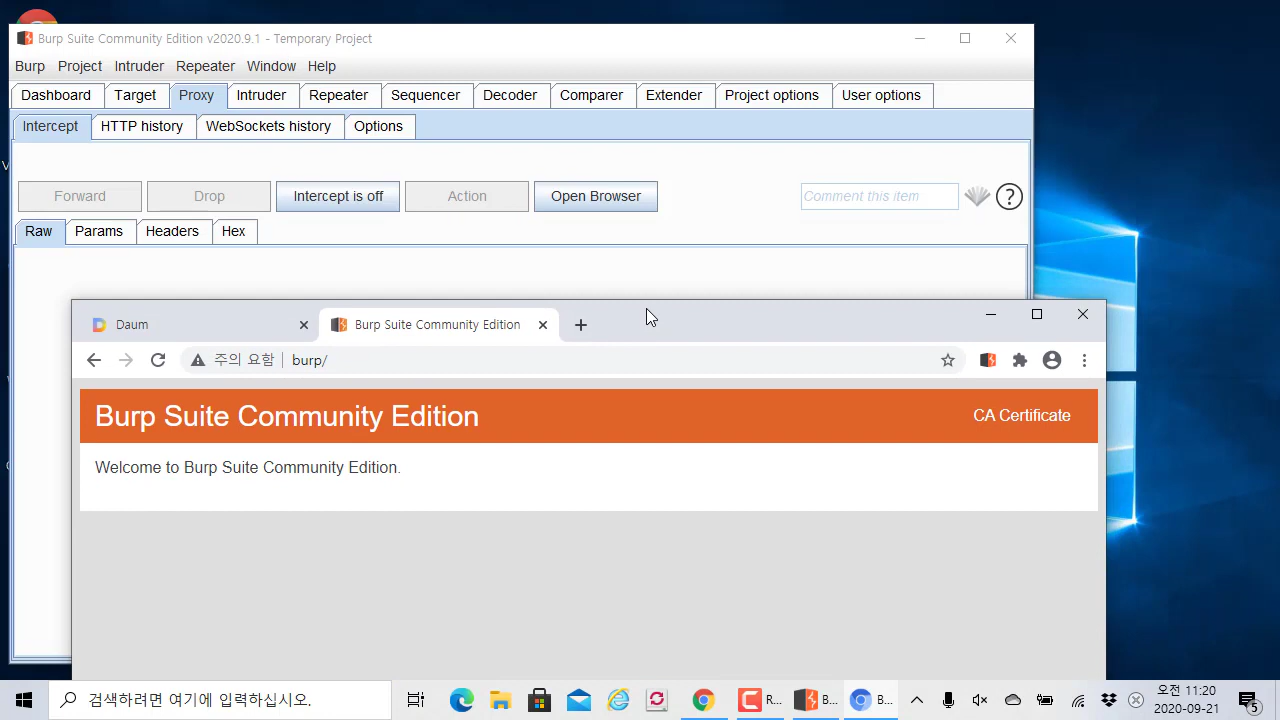 Burp Suite Community Edition v2020.9.1 - Temporary Project
Burp Project Intruder Repeater Window Help
Dashboard Target Proxy Intruder Repeater Sequencer Decoder Comparer Extender Project options User options
Intercept HTTP history WebSockets history Options
Forward Drop Intercept is off Action Open Browser Comment this item ?
Raw Params Headers Hex
Daum Burp Suite Community Edition
주의 요함 burp/
Burp Suite Community Edition CA Certificate
Welcome to Burp Suite Community Edition.
검색하려면 여기에 입력하십시오. R... B... B... 오전 11:20
2020-09-21 5